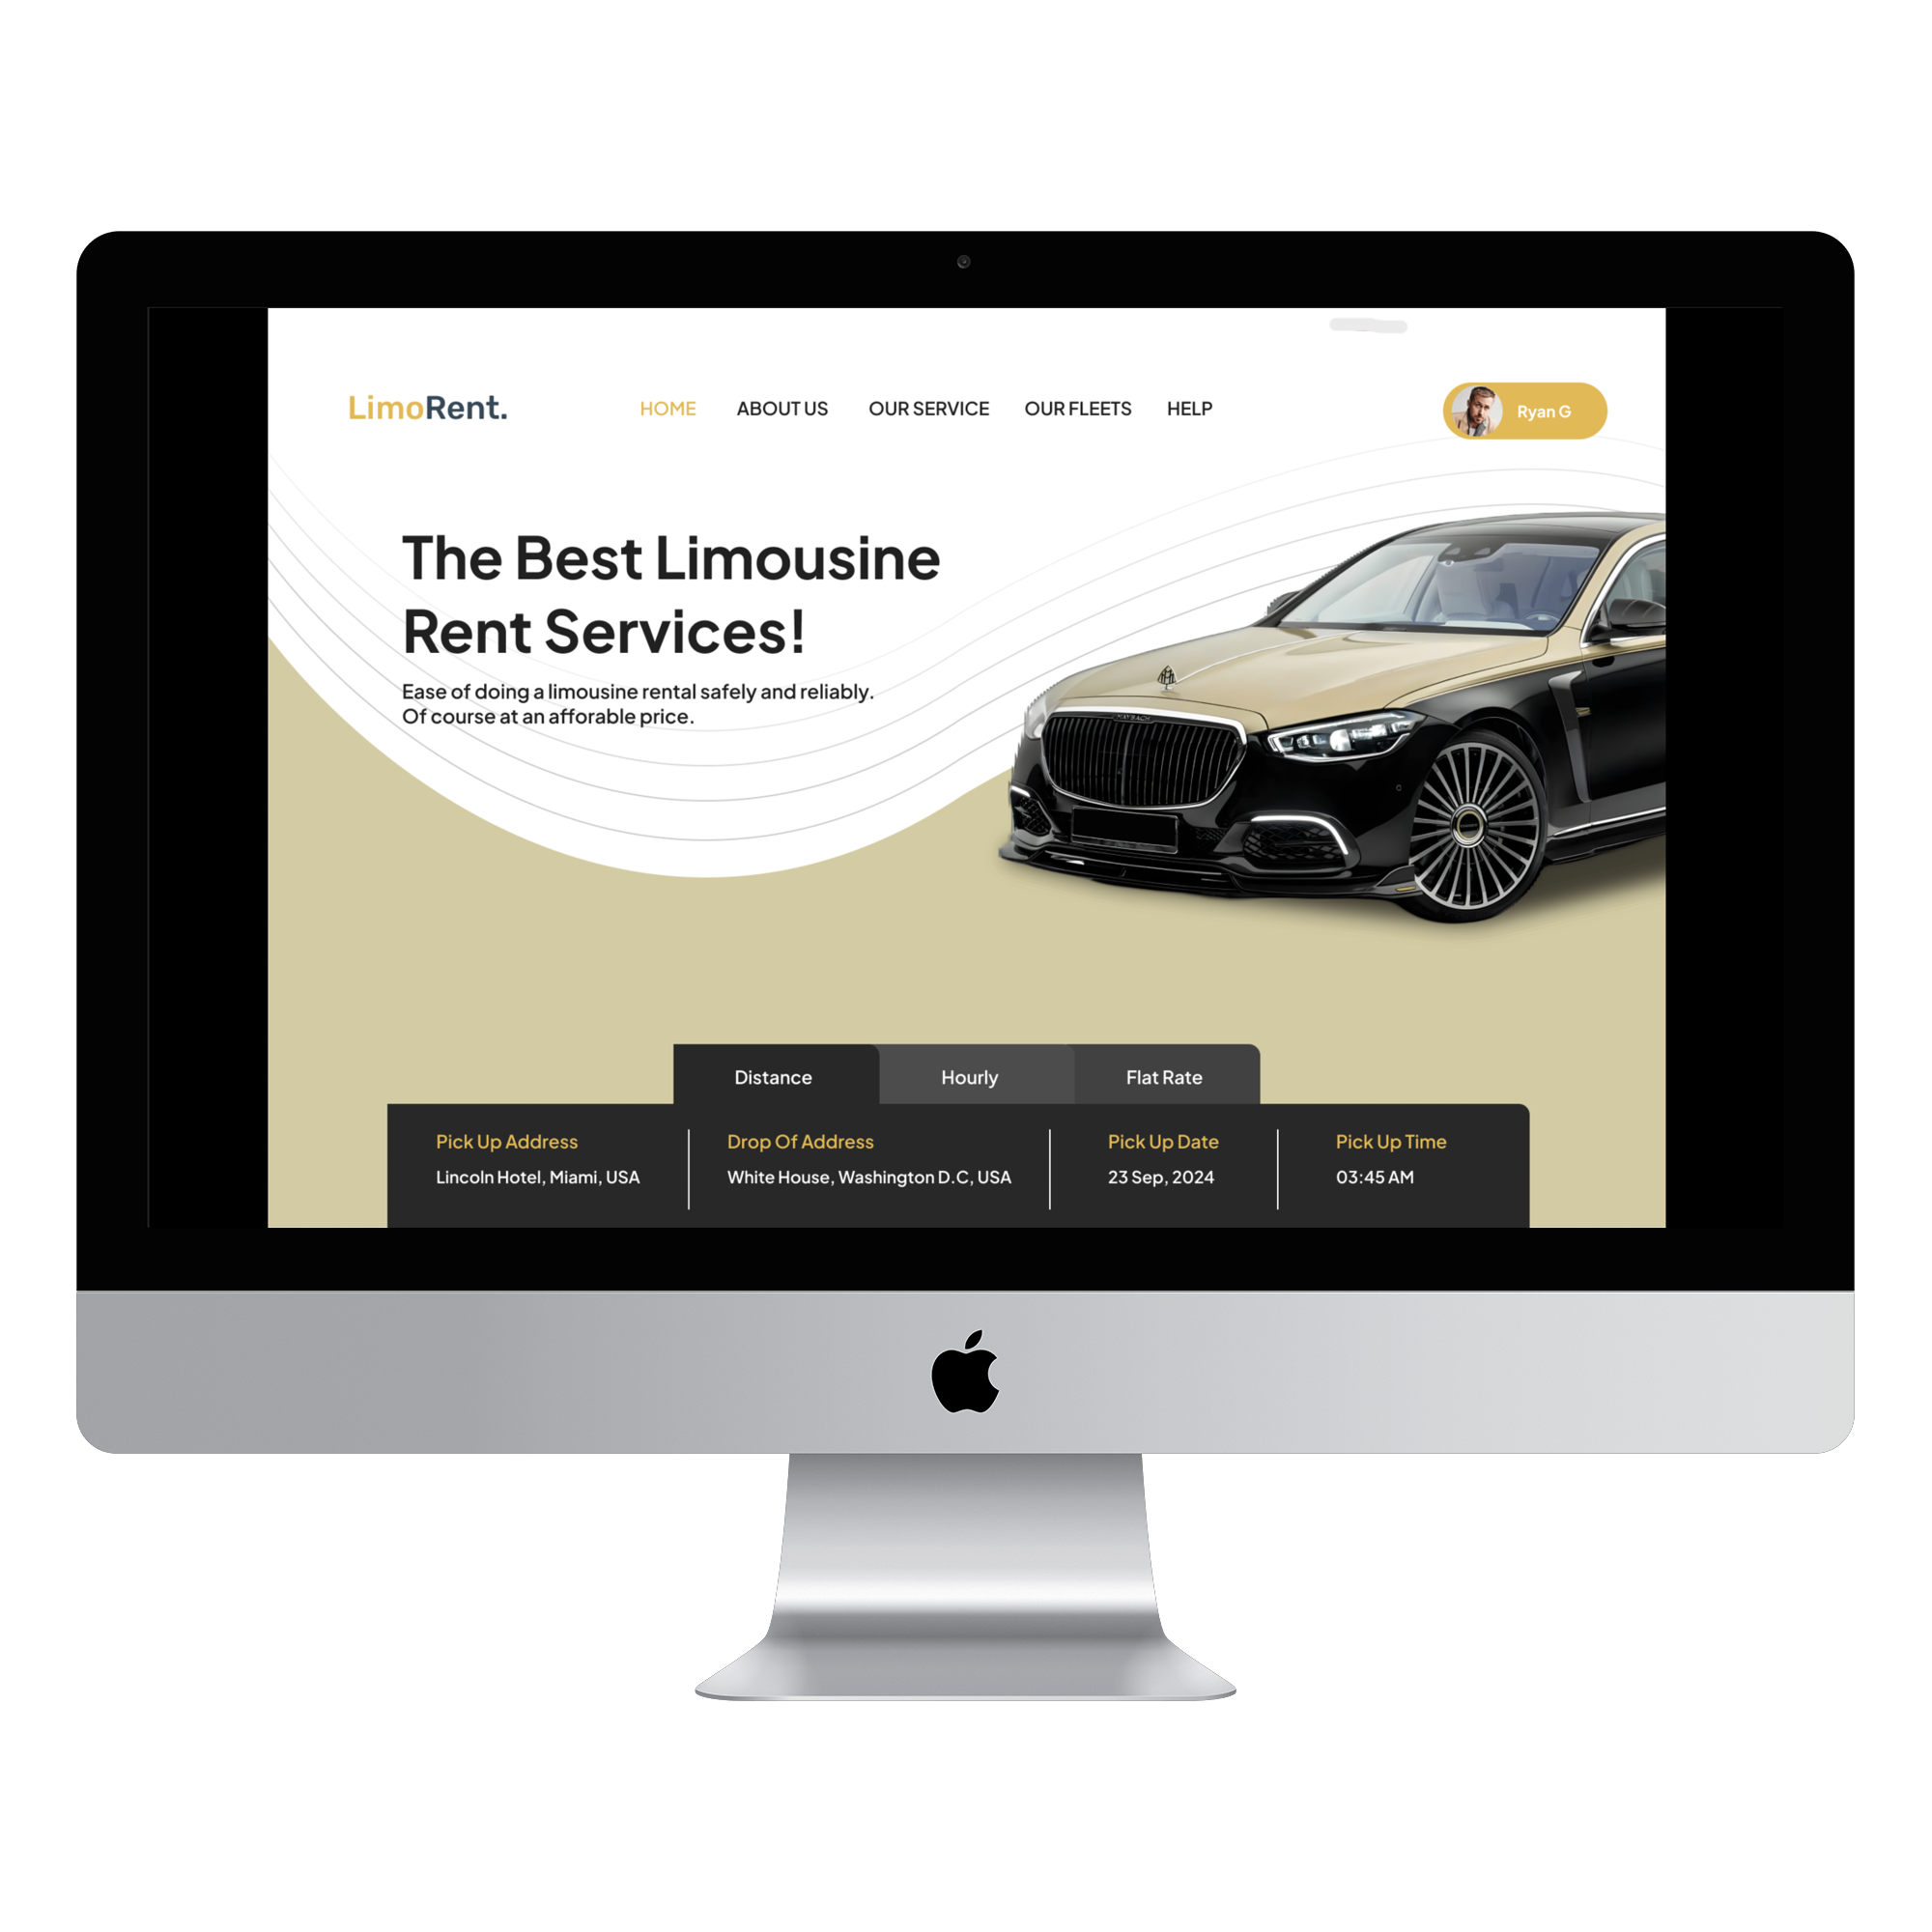 LimoRent.
HOME ABOUT US OUR SERVICE OUR FLEETS HELP
Ryan G
The Best Limousine
Rent Services!
Ease of doing a limousine rental safely and reliably.
Of course at an afforable price.
MAYBACH
Distance Hourly Flat Rate
Pick Up Address Drop Of Address Pick Up Date Pick Up Time
Lincoln Hotel, Miami, USA White House, Washington D.C, USA 23 Sep, 2024 03:45 AM